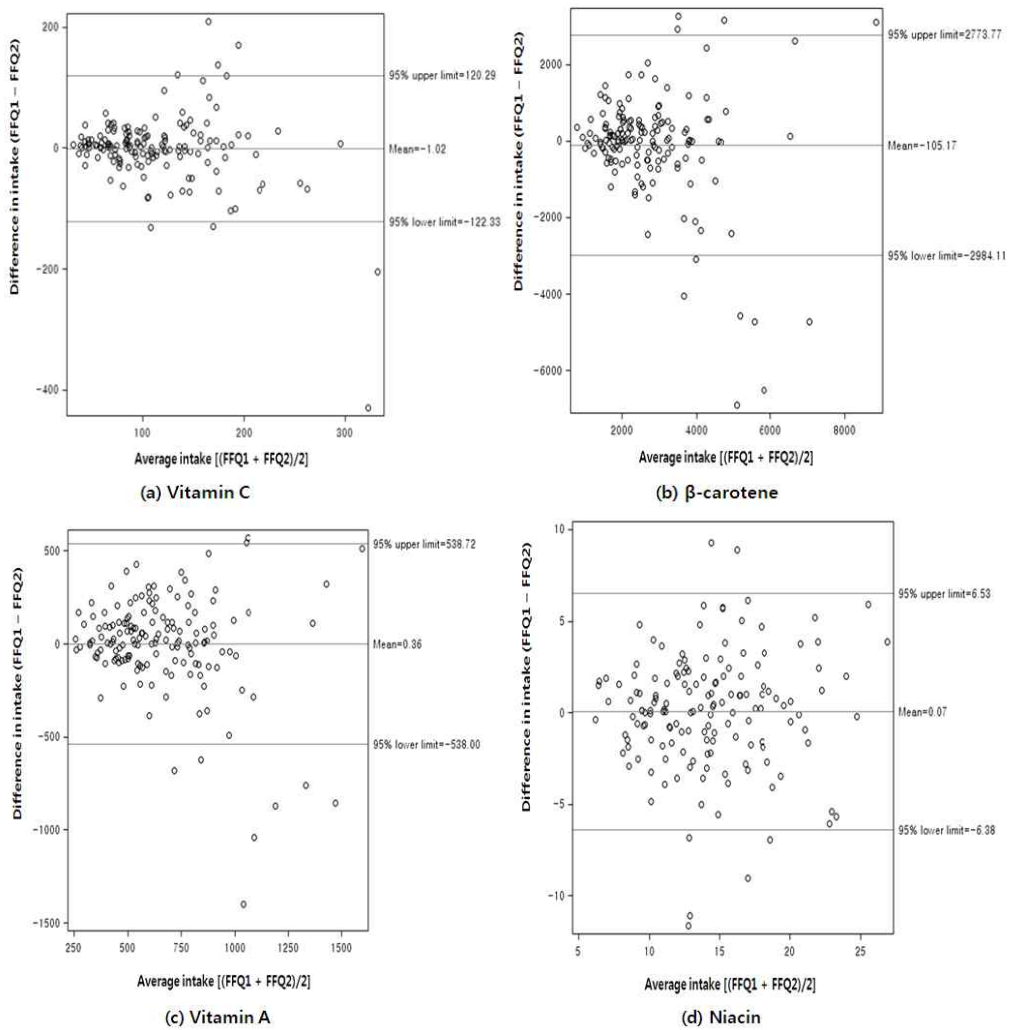 Difference in intake (FFQ1 − FFQ2)
200
0
−200
−400
95% upper limit=120.29
Mean=−1.02
95% lower limit=−122.33
100 200 300
Average intake [(FFQ1 + FFQ2)/2]
(a) Vitamin C
Difference in intake (FFQ1 − FFQ2)
2000
0
−2000
−4000
−6000
95% upper limit=2773.77
Mean=−105.17
95% lower limit=−2984.11
2000 4000 6000 8000
Average intake [(FFQ1 + FFQ2)/2]
(b) β-carotene
Difference in intake (FFQ1 − FFQ2)
500
0
−500
−1000
−1500
95% upper limit=538.72
Mean=0.36
95% lower limit=−538.00
250 500 750 1000 1250 1500
Average intake [(FFQ1 + FFQ2)/2]
(c) Vitamin A
Difference in intake (FFQ1 − FFQ2)
10
5
0
−5
−10
95% upper limit=6.53
Mean=0.07
95% lower limit=−6.38
5 10 15 20 25
Average intake [(FFQ1 + FFQ2)/2]
(d) Niacin